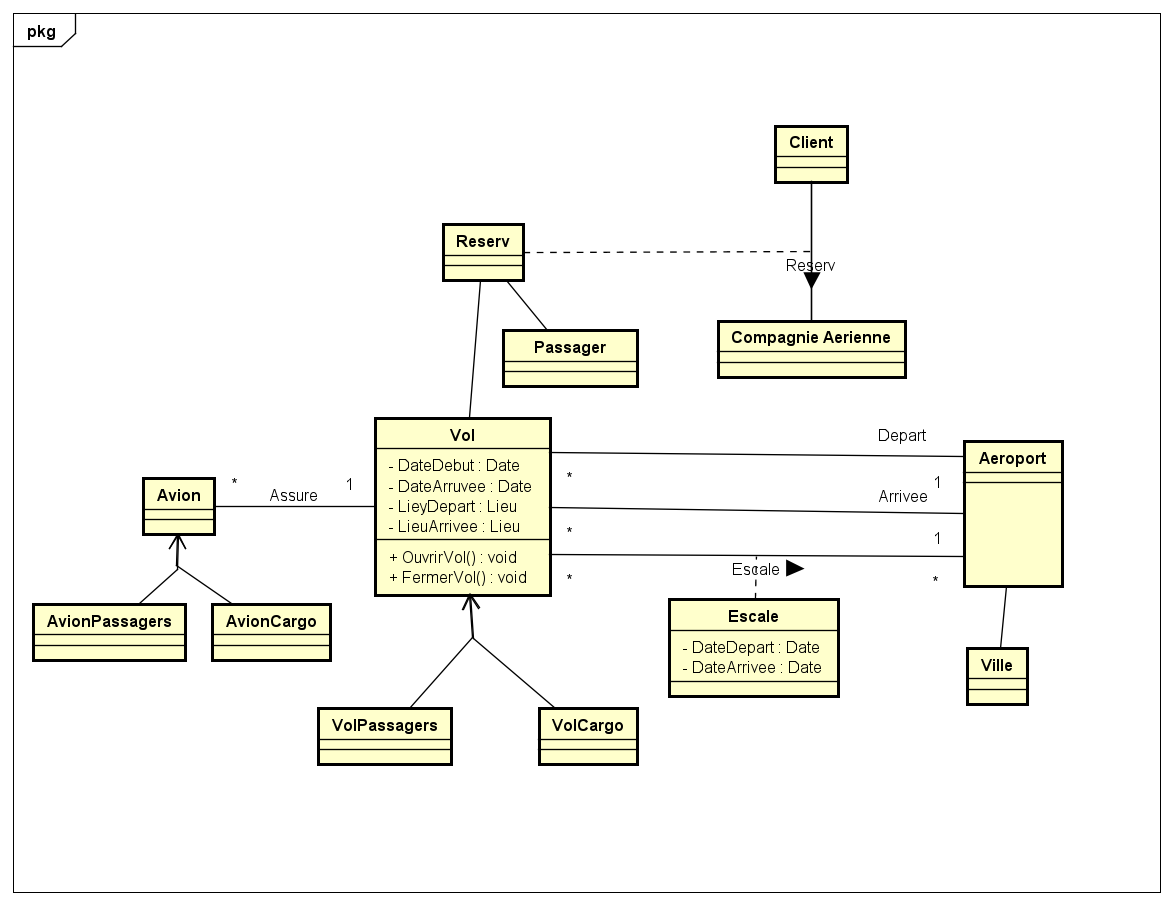 pkg
Client
Reserv
Reserv
Passager
Compagnie Aerienne
Vol
- DateDebut : Date
- DateArruvee : Date
- LieyDepart : Lieu
- LieuArrivee : Lieu
+ OuvrirVol() : void
+ FermerVol() : void
Depart
*
1
Arrivee
*
1
Escale
*
*
Aeroport
Avion
*
Assure
1
AvionPassagers
AvionCargo
Escale
- DateDepart : Date
- DateArrivee : Date
Ville
VolPassagers
VolCargo